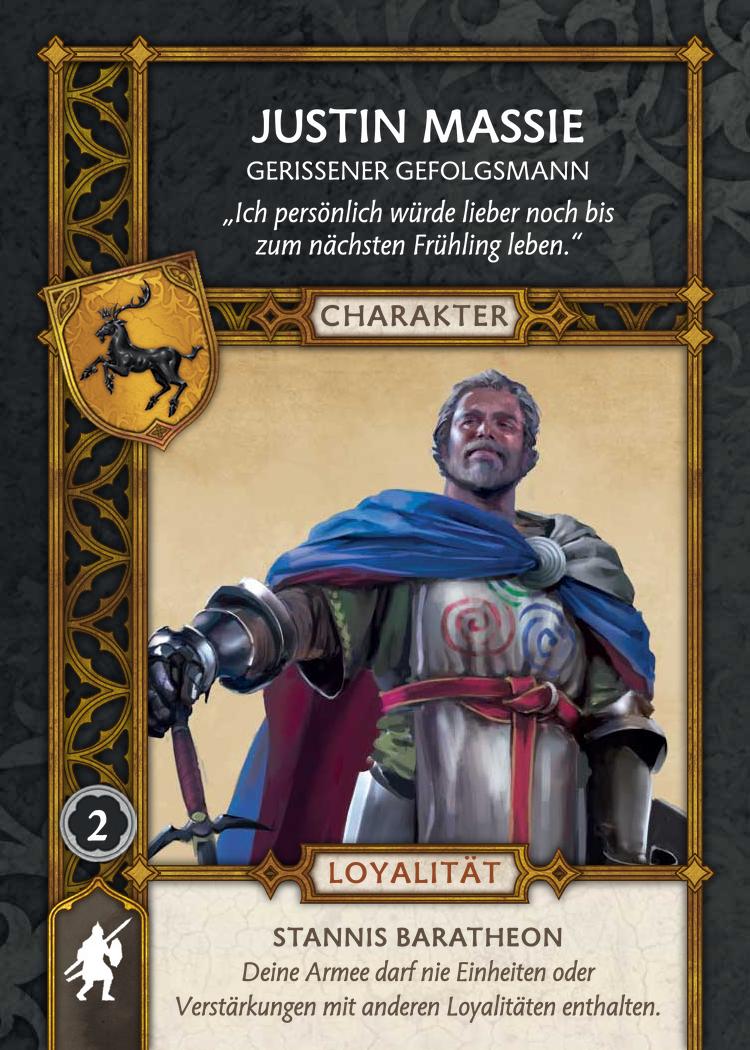 JUSTIN MASSIE
GERISSENER GEFOLGSMANN
„Ich persönlich würde lieber noch bis
zum nächsten Frühling leben.“
CHARAKTER
2
LOYALITÄT
STANNIS BARATHEON
Deine Armee darf nie Einheiten oder
Verstärkungen mit anderen Loyalitäten enthalten.